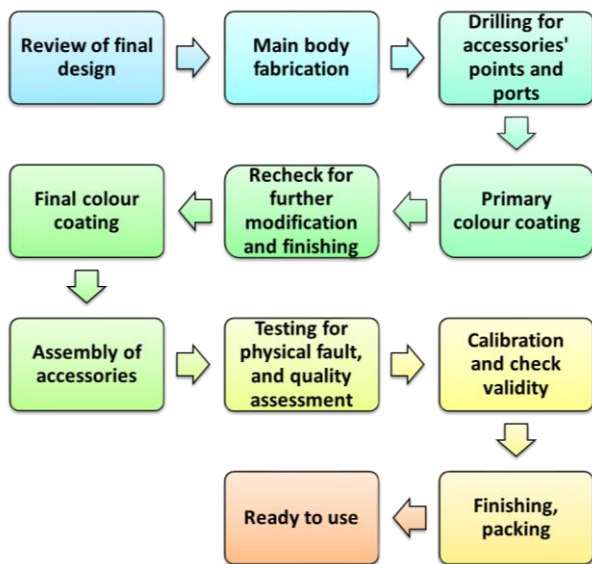 Review of final
design
Main body
fabrication
Drilling for
accessories'
points and
ports
Primary
colour coating
Recheck for
further
modification
and finishing
Final colour
coating
Assembly of
accessories
Testing for
physical fault,
and quality
assessment
Calibration
and check
validity
Finishing,
packing
Ready to use